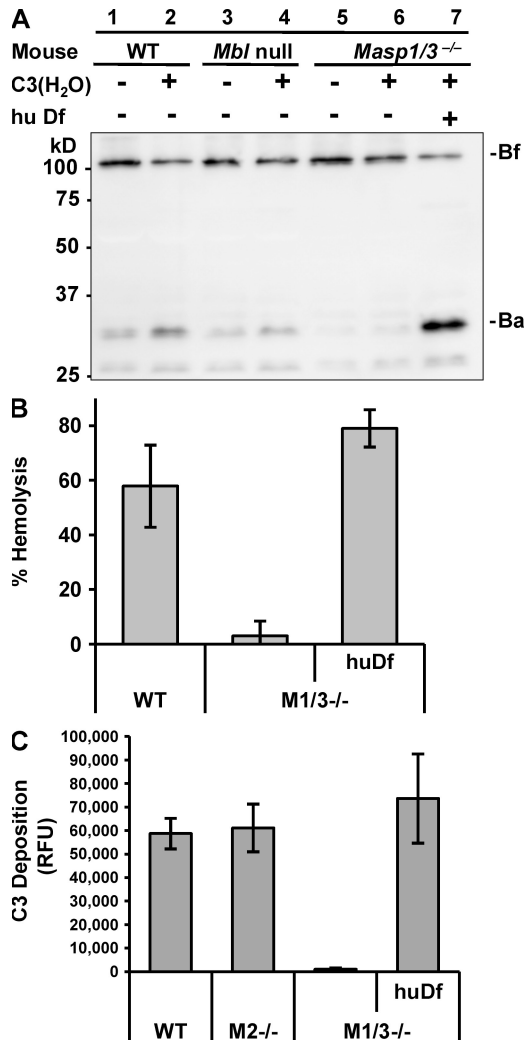 A 1 2 3 4 5 6 7
Mouse WT Mbl null Masp1/3 –/–
C3(H₂O) - + - + - + +
hu Df - - - - - - +
kD
100 -Bf
75
50
37
-Ba
25
B
80
60
40
20
0
% Hemolysis
huDf
WT M1/3-/-
C
100,000
90,000
80,000
70,000
60,000
50,000
40,000
30,000
20,000
10,000
0
C3 Deposition
(RFU)
huDf
WT M2-/- M1/3-/-